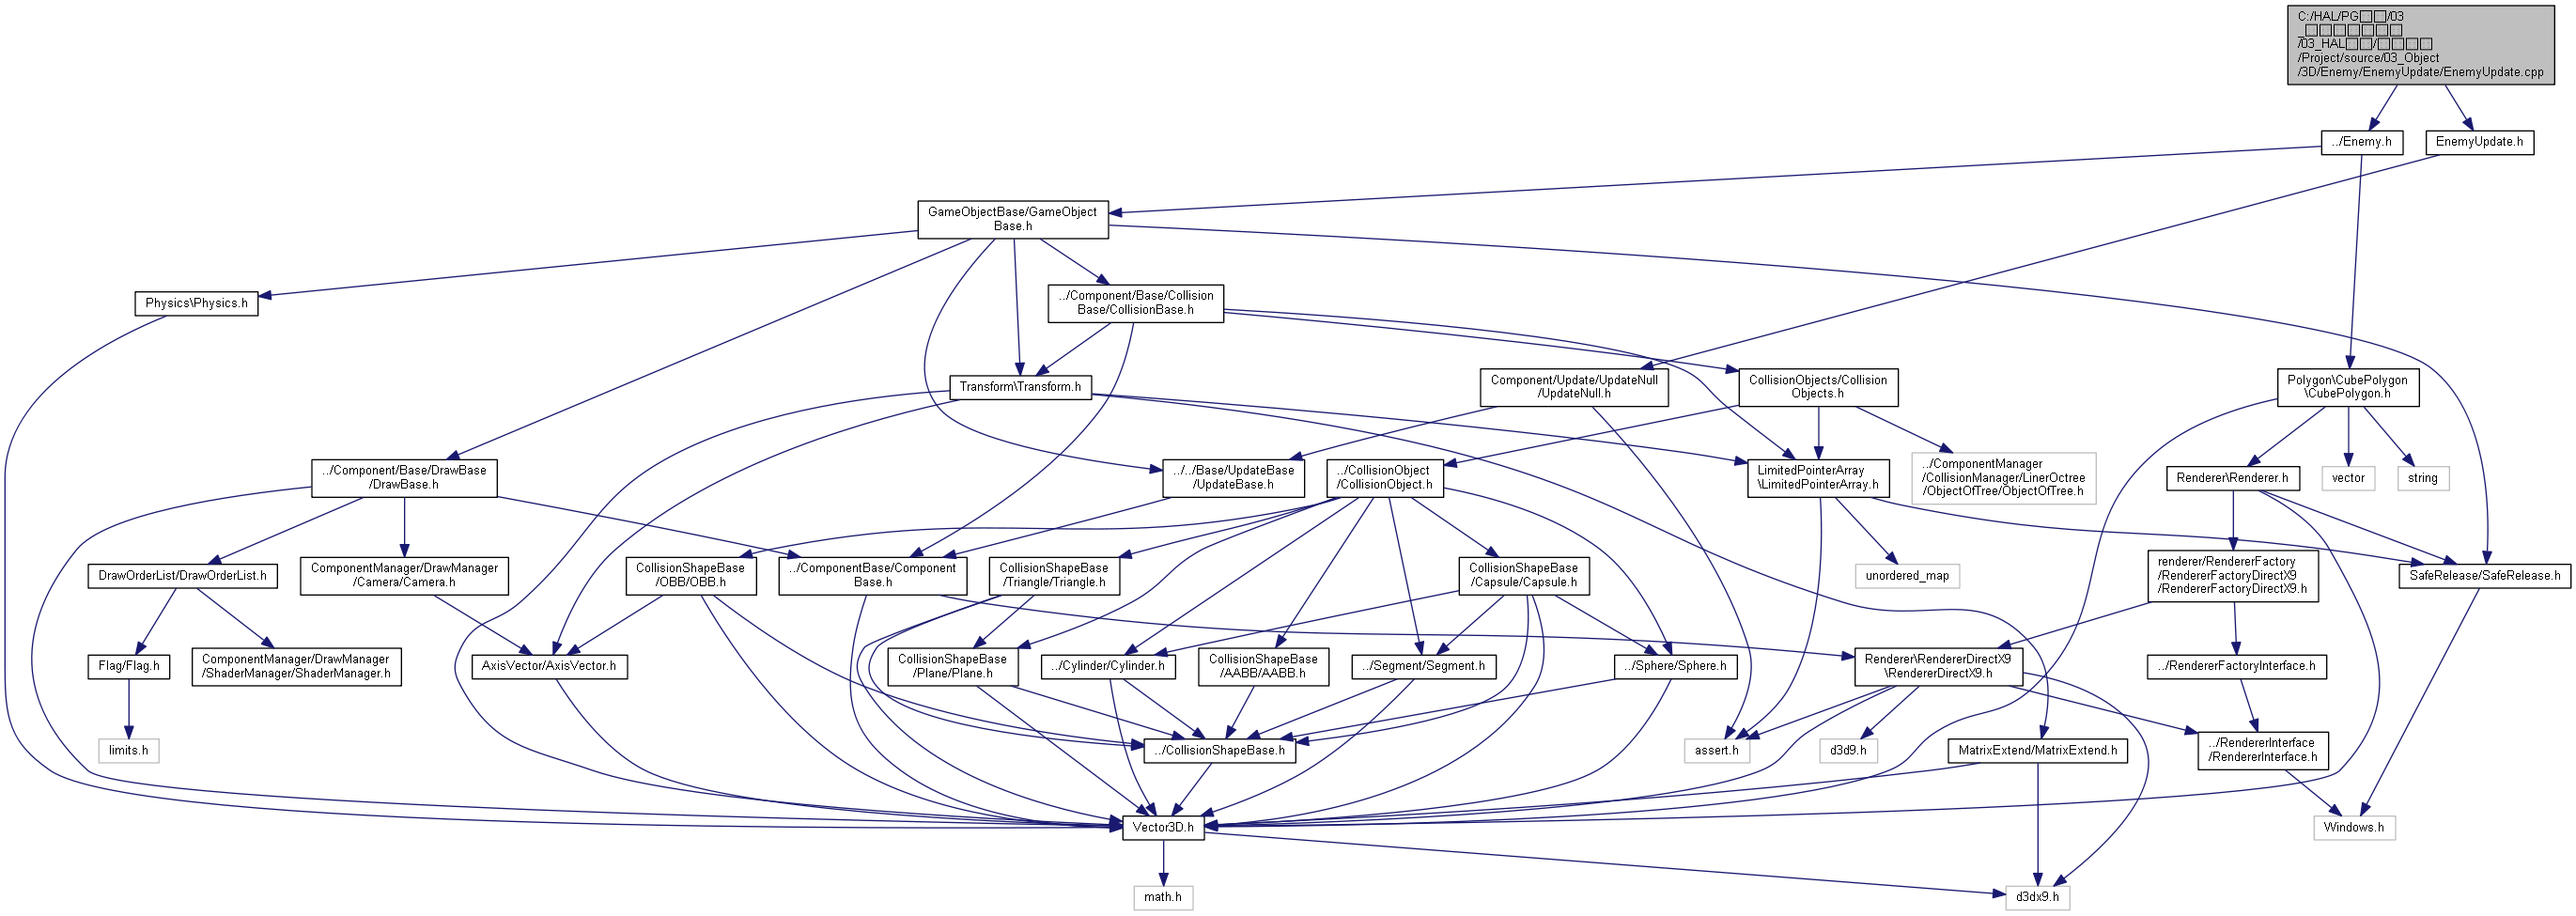 C:/HAL/PG□□/03
_□□□□□□□
/03_HAL□□/□□□□
/Project/source/03_Object
/3D/Enemy/EnemyUpdate/EnemyUpdate.cpp
../Enemy.h
EnemyUpdate.h
GameObjectBase/GameObject
Base.h
Physics\Physics.h
../Component/Base/Collision
Base/CollisionBase.h
Transform\Transform.h
Component/Update/UpdateNull
/UpdateNull.h
CollisionObjects/Collision
Objects.h
Polygon\CubePolygon
\CubePolygon.h
../Component/Base/DrawBase
/DrawBase.h
../../Base/UpdateBase
/UpdateBase.h
../CollisionObject
/CollisionObject.h
LimitedPointerArray
\LimitedPointerArray.h
../ComponentManager
/CollisionManager/LinerOctree
/ObjectOfTree/ObjectOfTree.h
Renderer\Renderer.h
vector
string
DrawOrderList/DrawOrderList.h
ComponentManager/DrawManager
/Camera/Camera.h
CollisionShapeBase
/OBB/OBB.h
../ComponentBase/Component
Base.h
CollisionShapeBase
/Triangle/Triangle.h
CollisionShapeBase
/Capsule/Capsule.h
unordered_map
renderer/RendererFactory
/RendererFactoryDirectX9
/RendererFactoryDirectX9.h
SafeRelease/SafeRelease.h
Flag/Flag.h
ComponentManager/DrawManager
/ShaderManager/ShaderManager.h
AxisVector/AxisVector.h
CollisionShapeBase
/Plane/Plane.h
../Cylinder/Cylinder.h
CollisionShapeBase
/AABB/AABB.h
../Segment/Segment.h
../Sphere/Sphere.h
Renderer\RendererDirectX9
\RendererDirectX9.h
../RendererFactoryInterface.h
limits.h
../CollisionShapeBase.h
assert.h
d3d9.h
MatrixExtend/MatrixExtend.h
../RendererInterface
/RendererInterface.h
Vector3D.h
Windows.h
math.h
d3dx9.h